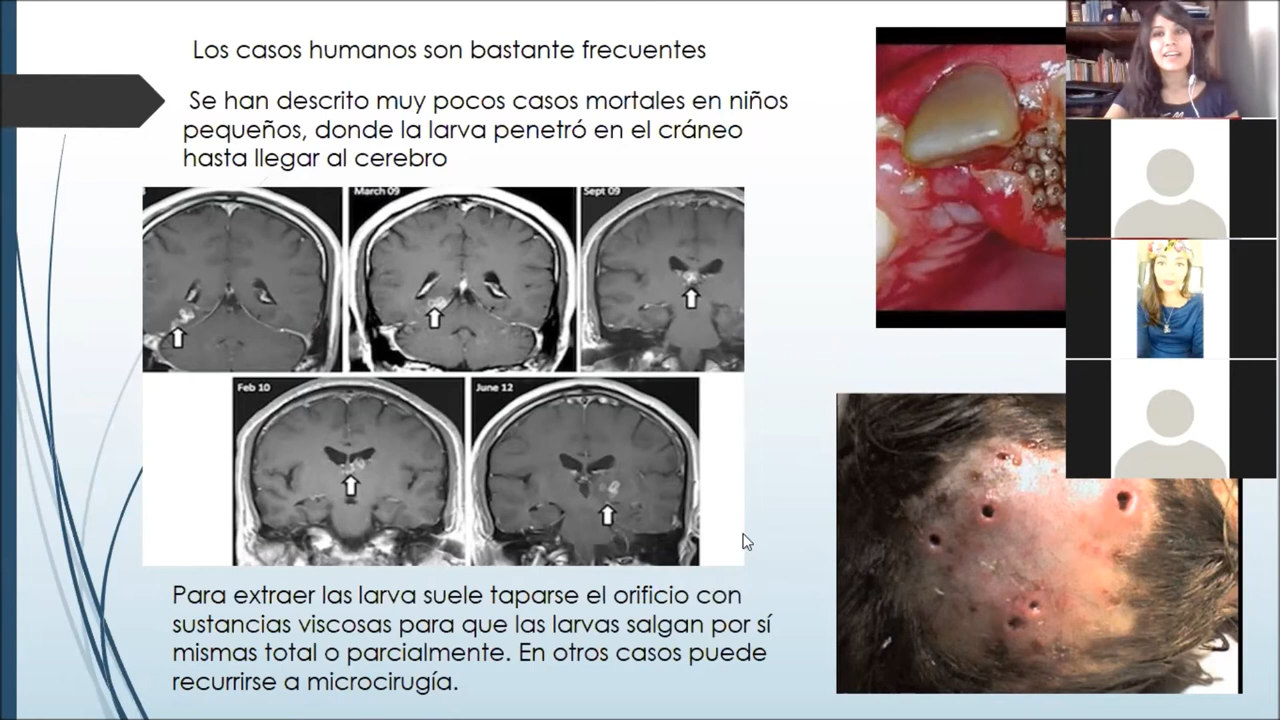 Los casos humanos son bastante frecuentes
Se han descrito muy pocos casos mortales en niños
pequeños, donde la larva penetró en el cráneo
hasta llegar al cerebro
March 09
Sept 09
Feb 10
June 12
Para extraer las larva suele taparse el orificio con
sustancias viscosas para que las larvas salgan por sí
mismas total o parcialmente. En otros casos puede
recurrirse a microcirugía.